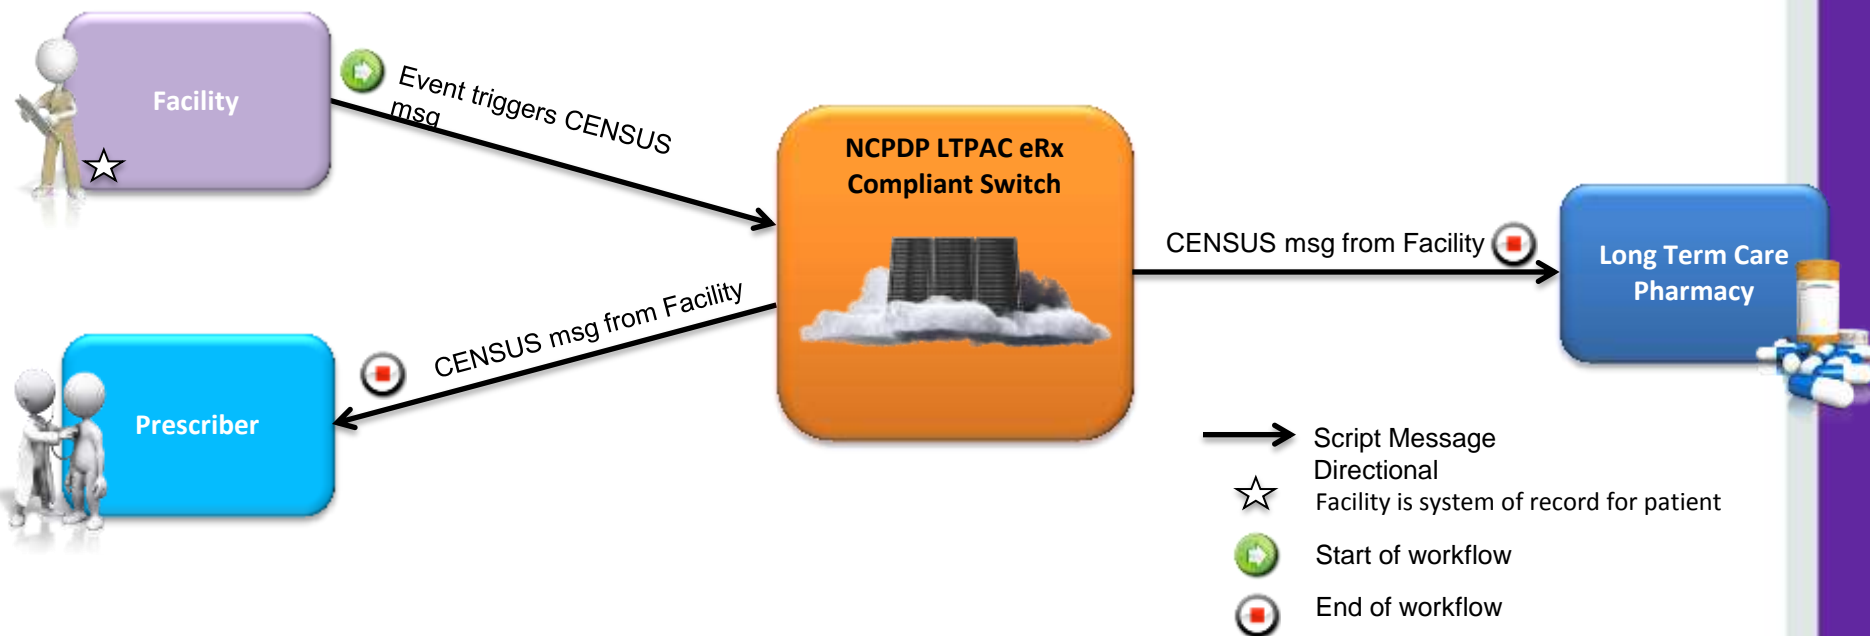 Facility
Event triggers CENSUS
msg
NCPDP LTPAC eRx
Compliant Switch
CENSUS msg from Facility
Long Term Care
Pharmacy
CENSUS msg from Facility
Prescriber
Script Message
Directional
Facility is system of record for patient
Start of workflow
End of workflow